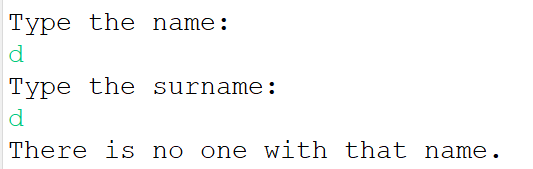 Type the name:
d
Type the surname:
d
There is no one with that name.